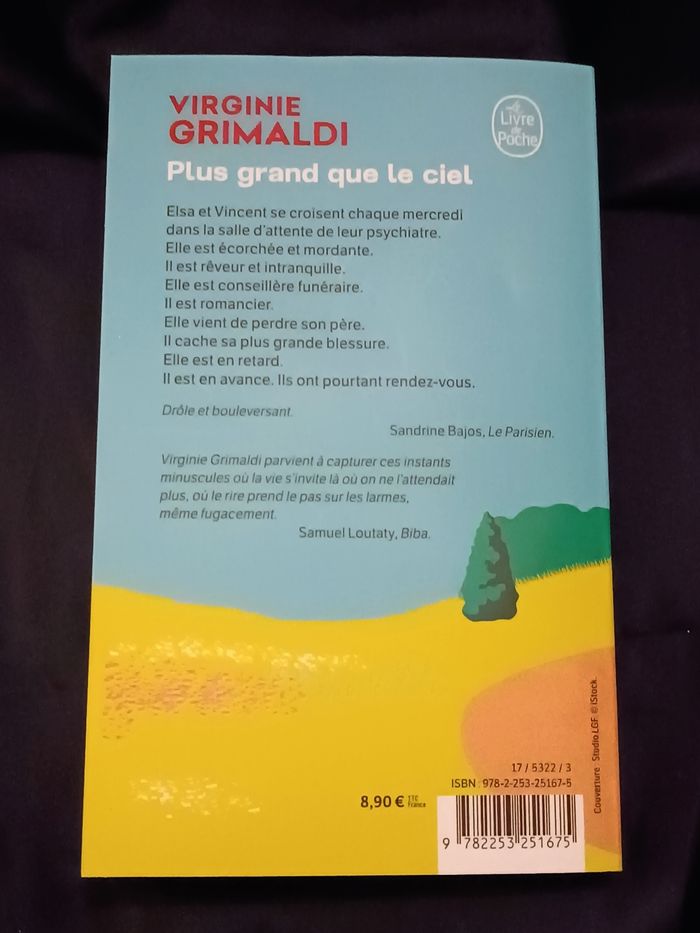 VIRGINIE
GRIMALDI
Le
Livre
de
Poche
Plus grand que le ciel
Elsa et Vincent se croisent chaque mercredi
dans la salle d'attente de leur psychiatre.
Elle est écorchée et mordante.
Il est rêveur et intranquille.
Elle est conseillère funéraire.
Il est romancier.
Elle vient de perdre son père.
Il cache sa plus grande blessure.
Elle est en retard.
Il est en avance. Ils ont pourtant rendez-vous.
Drôle et bouleversant.
Sandrine Bajos, Le Parisien.
Virginie Grimaldi parvient à capturer ces instants
minuscules où la vie s'invite là où on ne l'attendait
plus, où le rire prend le pas sur les larmes,
même fugacement.
Samuel Loutaty, Biba.
Couverture : Studio LGF. © iStock.
17 / 5322 / 3
ISBN : 978-2-253-25167-5
8,90 € TTC
France
9 782253 251675